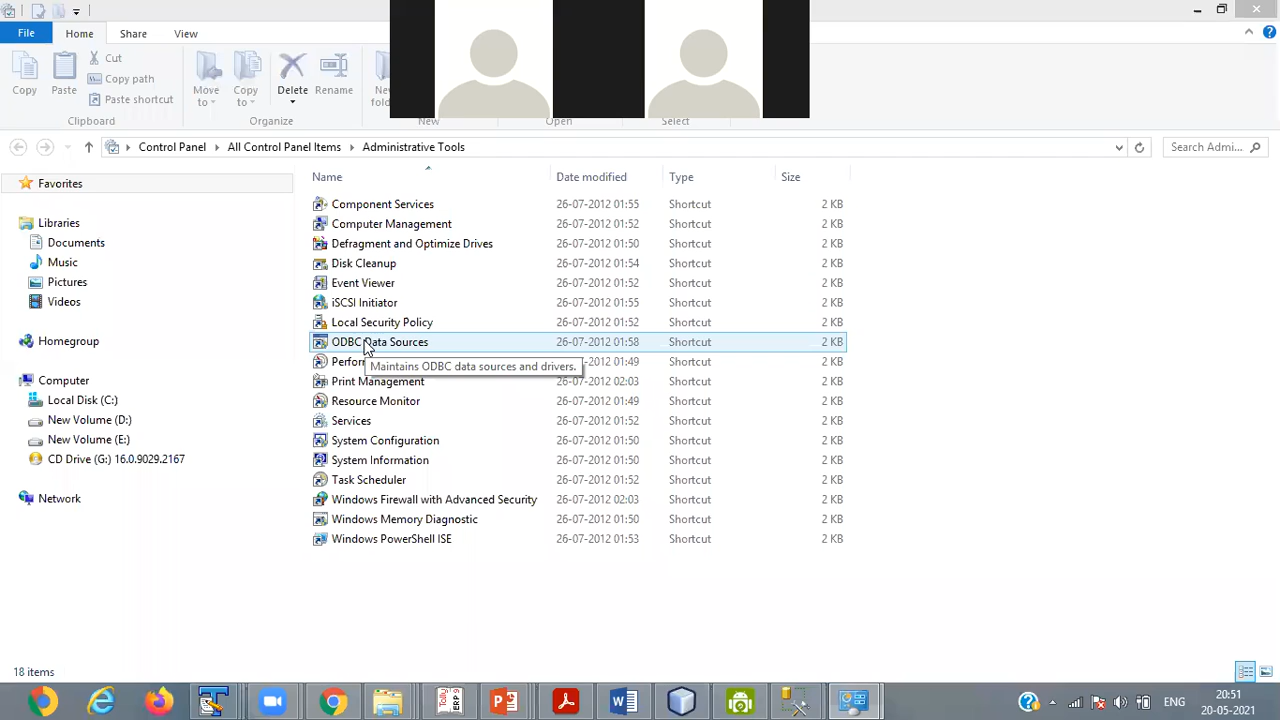 File Home Share View
Copy Paste Cut Copy path Paste shortcut Move to Copy to Delete Rename
Clipboard Organize New Open Select
Control Panel All Control Panel Items Administrative Tools Search Admi...
Name Date modified Type Size
Favorites
Libraries
Documents
Music
Pictures
Videos
Homegroup
Computer
Local Disk (C:)
New Volume (D:)
New Volume (E:)
CD Drive (G:) 16.0.9029.2167
Network
Component Services 26-07-2012 01:55 Shortcut 2 KB
Computer Management 26-07-2012 01:52 Shortcut 2 KB
Defragment and Optimize Drives 26-07-2012 01:50 Shortcut 2 KB
Disk Cleanup 26-07-2012 01:54 Shortcut 2 KB
Event Viewer 26-07-2012 01:52 Shortcut 2 KB
iSCSI Initiator 26-07-2012 01:55 Shortcut 2 KB
Local Security Policy 26-07-2012 01:52 Shortcut 2 KB
ODBC Data Sources 26-07-2012 01:58 Shortcut 2 KB
Maintains ODBC data sources and drivers.
26-07-2012 01:49 Shortcut 2 KB
Print Management 26-07-2012 02:03 Shortcut 2 KB
Resource Monitor 26-07-2012 01:49 Shortcut 2 KB
Services 26-07-2012 01:52 Shortcut 2 KB
System Configuration 26-07-2012 01:50 Shortcut 2 KB
System Information 26-07-2012 01:50 Shortcut 2 KB
Task Scheduler 26-07-2012 01:52 Shortcut 2 KB
Windows Firewall with Advanced Security 26-07-2012 02:03 Shortcut 2 KB
Windows Memory Diagnostic 26-07-2012 01:50 Shortcut 2 KB
Windows PowerShell ISE 26-07-2012 01:53 Shortcut 2 KB
18 items
Tally ERP9
ENG 20:51
20-05-2021